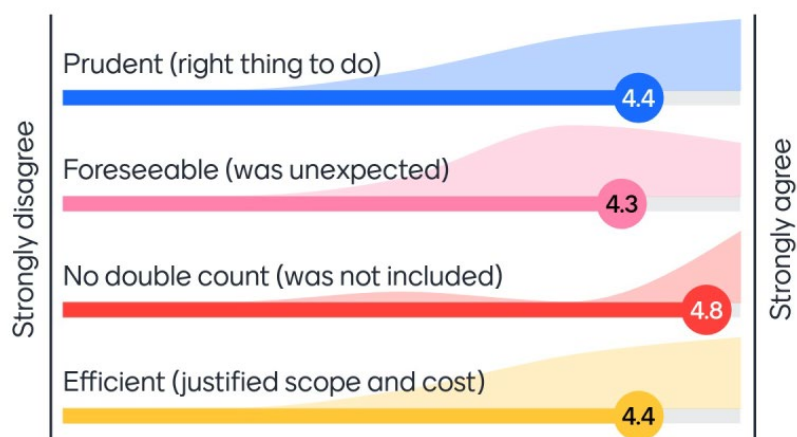 Strongly disagree
Prudent (right thing to do)
4.4
Foreseeable (was unexpected)
4.3
No double count (was not included)
4.8
Efficient (justified scope and cost)
4.4
Strongly agree